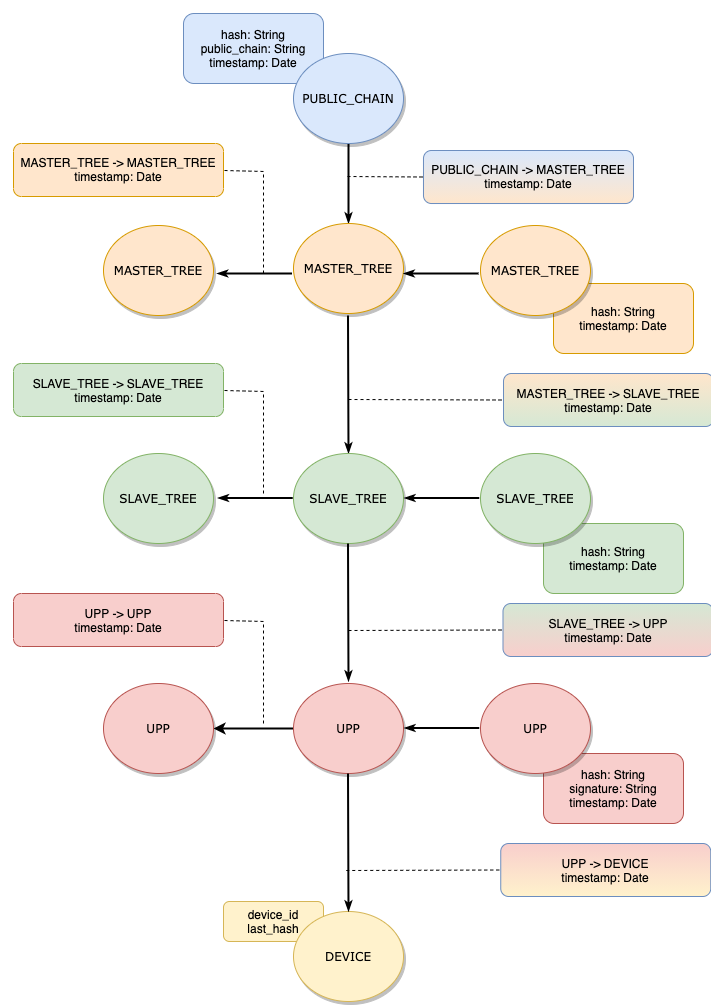 hash: String
public_chain: String
timestamp: Date
PUBLIC_CHAIN
MASTER_TREE -> MASTER_TREE
timestamp: Date
PUBLIC_CHAIN -> MASTER_TREE
timestamp: Date
MASTER_TREE
MASTER_TREE
MASTER_TREE
hash: String
timestamp: Date
SLAVE_TREE -> SLAVE_TREE
timestamp: Date
MASTER_TREE -> SLAVE_TREE
timestamp: Date
SLAVE_TREE
SLAVE_TREE
SLAVE_TREE
hash: String
timestamp: Date
UPP -> UPP
timestamp: Date
SLAVE_TREE -> UPP
timestamp: Date
UPP
UPP
UPP
hash: String
signature: String
timestamp: Date
UPP -> DEVICE
timestamp: Date
device_id
last_hash
DEVICE